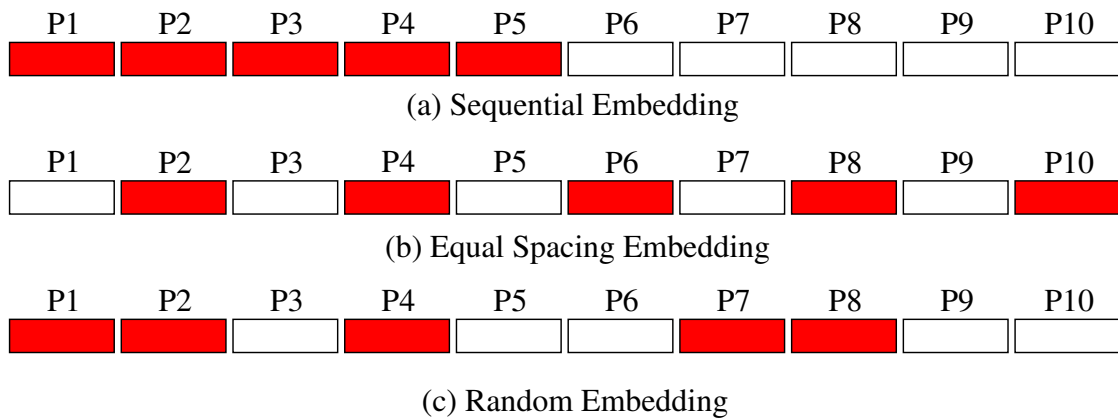 P1 P2 P3 P4 P5 P6 P7 P8 P9 P10
(a) Sequential Embedding
P1 P2 P3 P4 P5 P6 P7 P8 P9 P10
(b) Equal Spacing Embedding
P1 P2 P3 P4 P5 P6 P7 P8 P9 P10
(c) Random Embedding